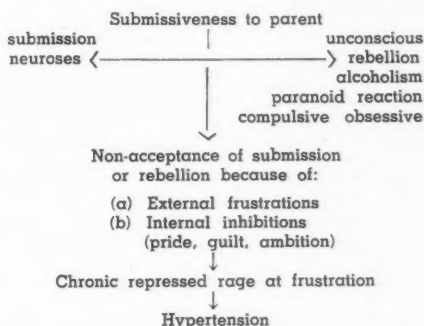 Submissiveness to parent
submission
neuroses
unconscious
rebellion
alcoholism
paranoid reaction
compulsive obsessive
Non-acceptance of submission
or rebellion because of:
(a) External frustrations
(b) Internal inhibitions
(pride, guilt, ambition)
Chronic repressed rage at frustration
Hypertension